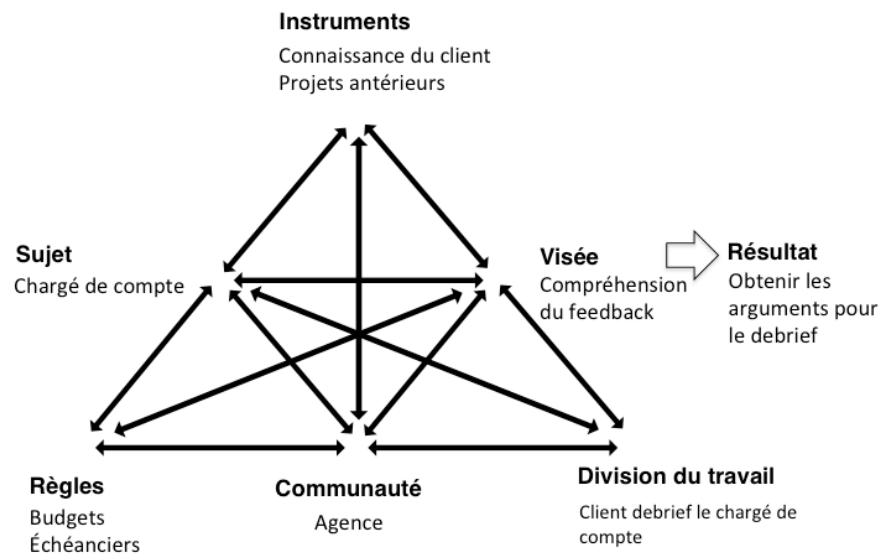 Instruments
Connaissance du client
Projets antérieurs
Sujet
Chargé de compte
Visée
Compréhension
du feedback
Résultat
Obtenir les
arguments pour
le debrief
Règles
Budgets
Échéanciers
Communauté
Agence
Division du travail
Client debrief le chargé de
compte